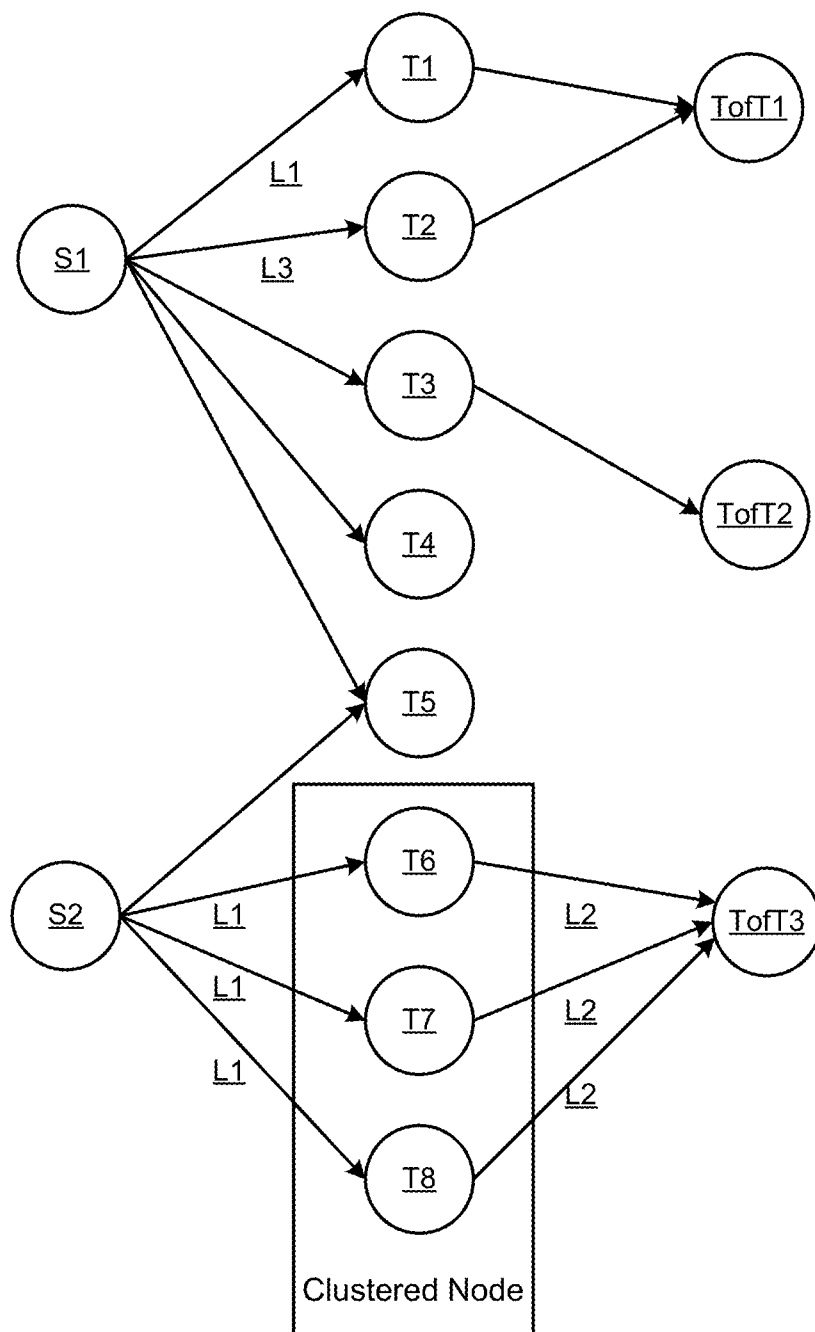 T1
TofT1
L1
T2
S1
L3
T3
TofT2
T4
T5
T6
S2
L1
L2
TofT3
L1
T7
L2
L1
L2
T8
Clustered Node